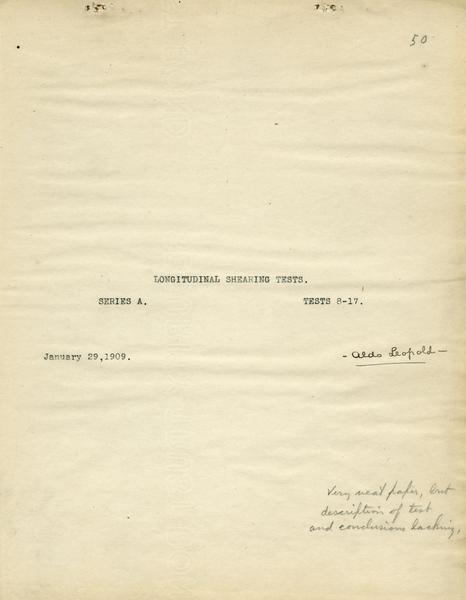 50
LONGITUDINAL SHEARING TESTS.
SERIES A. TESTS 8-17.
January 29,1909. - Aldo Leopold -
Very neat paper, but
description of test
and conclusions lacking,